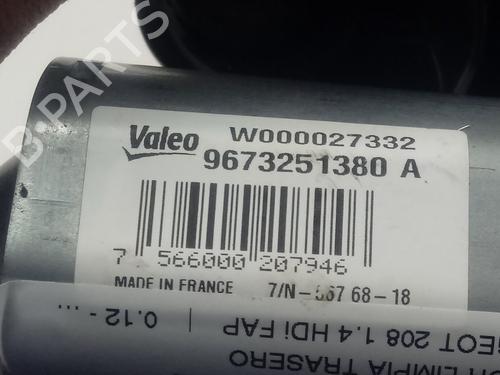 B-PARTS
Valeo
W000027332
9673251380 A
7 566000 207946
MADE IN FRANCE 7/N-567 68-18
LIMPIA TRASERO
208 1.4 HDi FAP
0.12 - ...